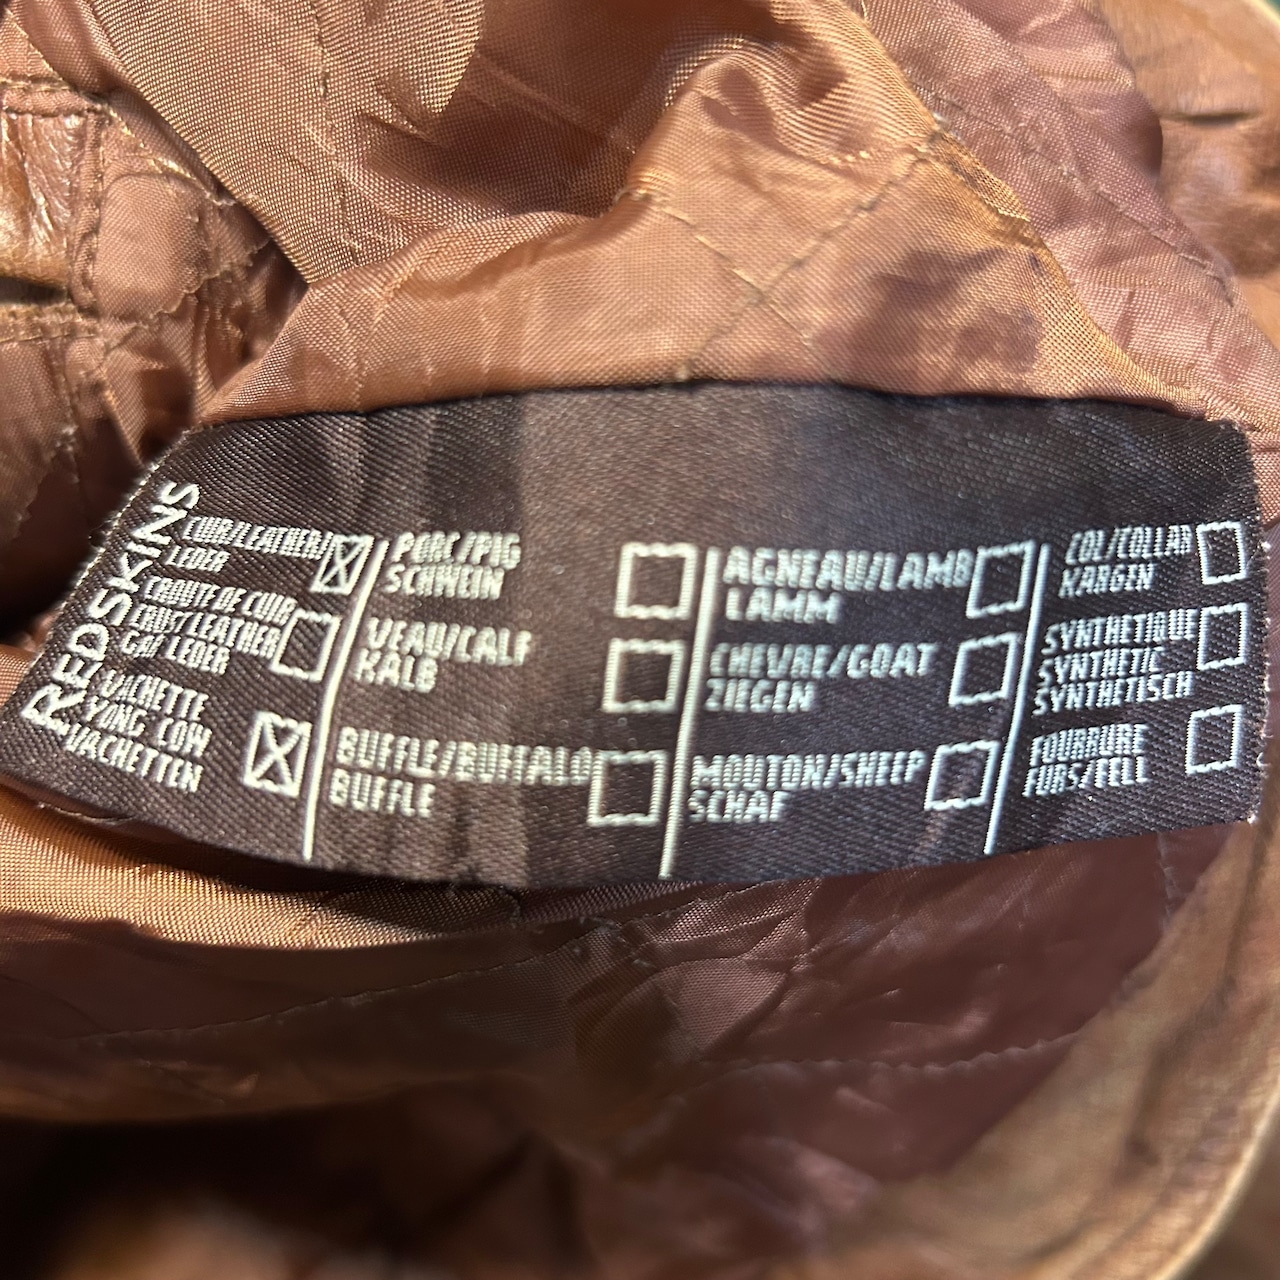 REDSKINS
CUIR/LEATHER/
LEDER
CROUTE DE CUIR
CRUST LEATHER
LEDER
VACHETTE
YONG COW
VACHETTEN
PORC/PIG
SCHWEIN
VEAU/CALF
KALB
BUFFLE/BUFFALO
BUFFLE
AGNEAU/LAMB
LAMM
CHEVRE/GOAT
ZIEGEN
MOUTON/SHEEP
SCHAF
COL/COLLAR
KARGEN
SYNTHETIQUE
SYNTHETIC
SYNTHETISCH
FOURRURE
FURS/FELL